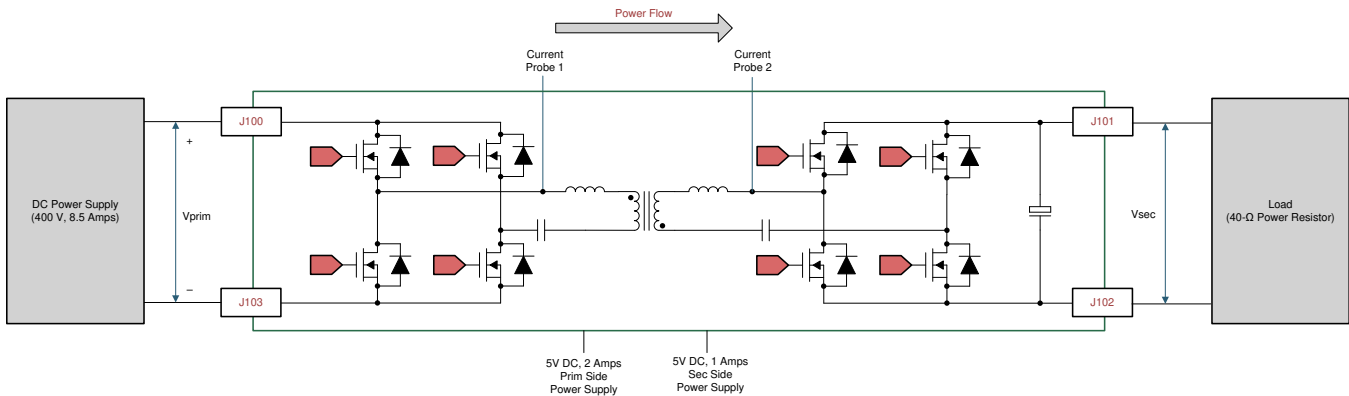 Power Flow
Current
Probe 1
Current
Probe 2
J100
J101
+
DC Power Supply
(400 V, 8.5 Amps)
Vprim
Vsec
Load
(40-Ω Power Resistor)
–
J103
J102
5V DC, 2 Amps
Prim Side
Power Supply
5V DC, 1 Amps
Sec Side
Power Supply